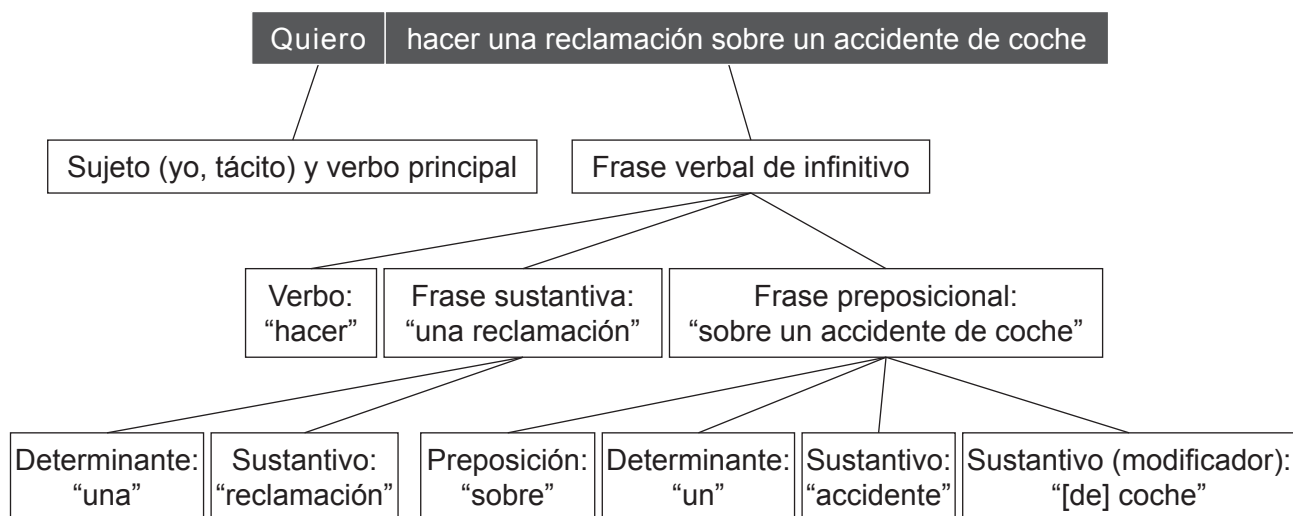 Quiero hacer una reclamación sobre un accidente de coche
Sujeto (yo, tácito) y verbo principal
Frase verbal de infinitivo
Verbo:
“hacer”
Frase sustantiva:
“una reclamación”
Frase preposicional:
“sobre un accidente de coche”
Determinante:
“una”
Sustantivo:
“reclamación”
Preposición:
“sobre”
Determinante:
“un”
Sustantivo:
“accidente”
Sustantivo (modificador):
“[de] coche”